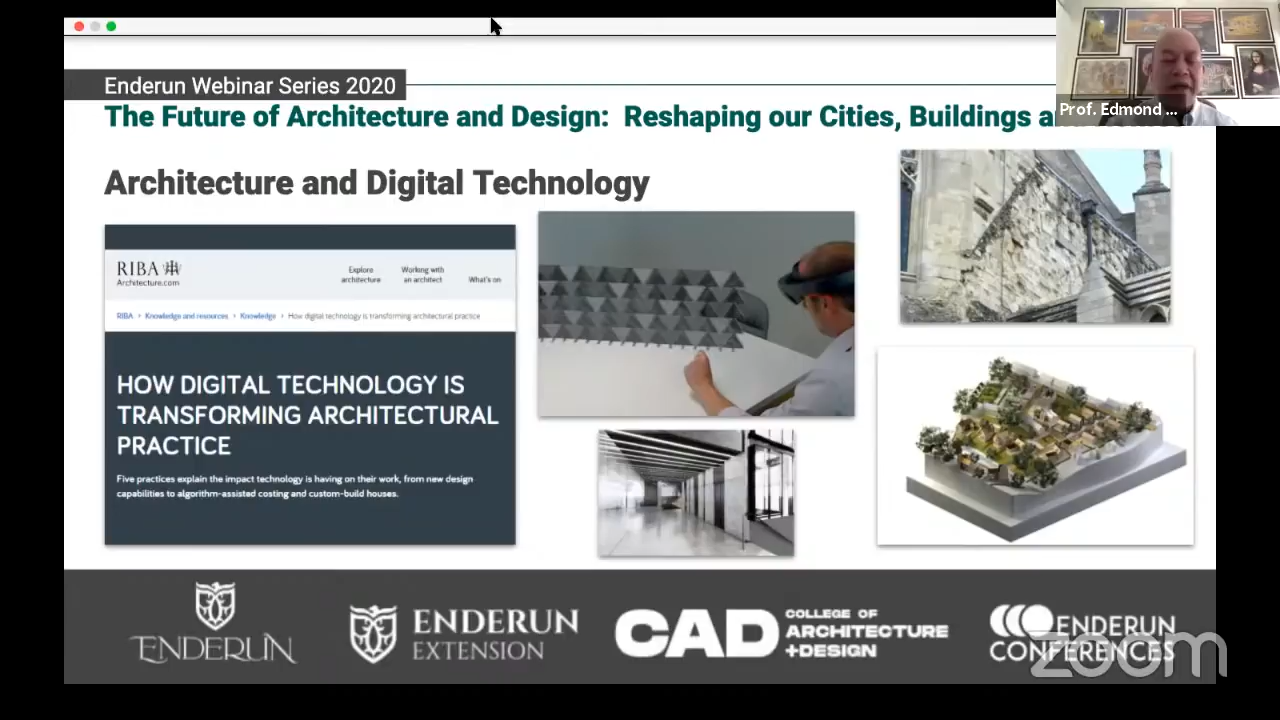 Enderun Webinar Series 2020
The Future of Architecture and Design: Reshaping our Cities, Buildings
Prof. Edmond ...
Architecture and Digital Technology
RIBA
Architecture.com
Explore
architecture
Working with
an architect
What's on
RIBA > Knowledge and resources > Knowledge > How digital technology is transforming architectural practice
HOW DIGITAL TECHNOLOGY IS
TRANSFORMING ARCHITECTURAL
PRACTICE
Five practices explain the impact technology is having on their work, from new design
capabilities to algorithm-assisted costing and custom-build houses.
ENDERUN
ENDERUN
EXTENSION
CAD
COLLEGE OF
ARCHITECTURE
+DESIGN
ENDERUN
CONFERENCES
zoom